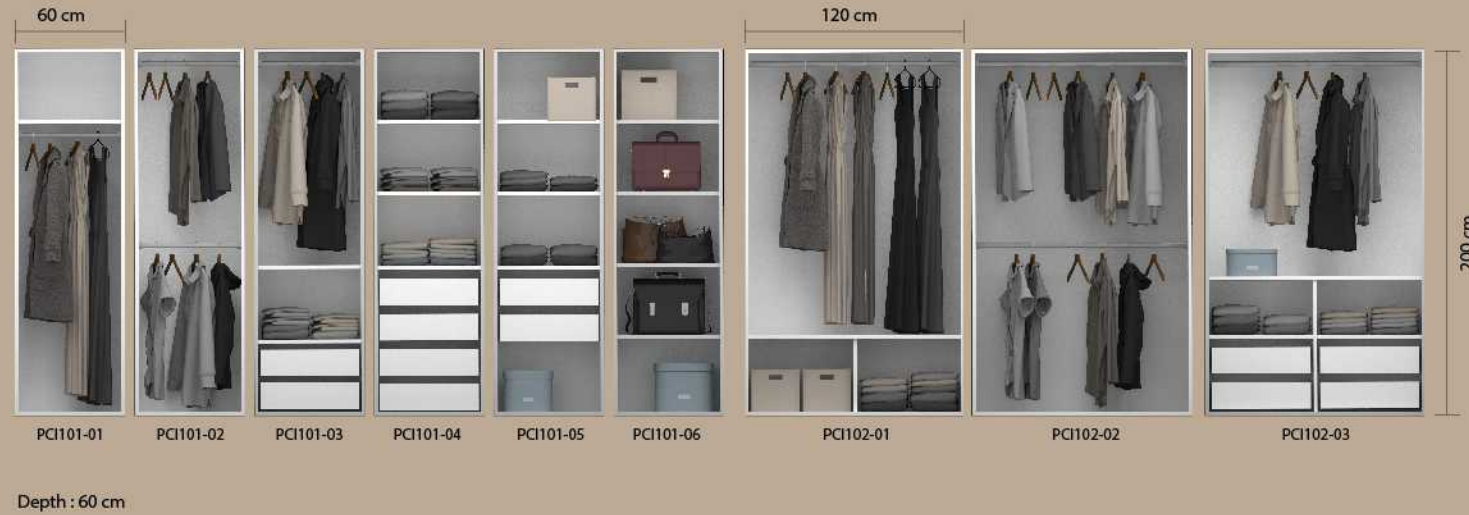 60 cm
120 cm
200 cm
PCI101-01
PCI101-02
PCI101-03
PCI101-04
PCI101-05
PCI101-06
PCI102-01
PCI102-02
PCI102-03
Depth : 60 cm